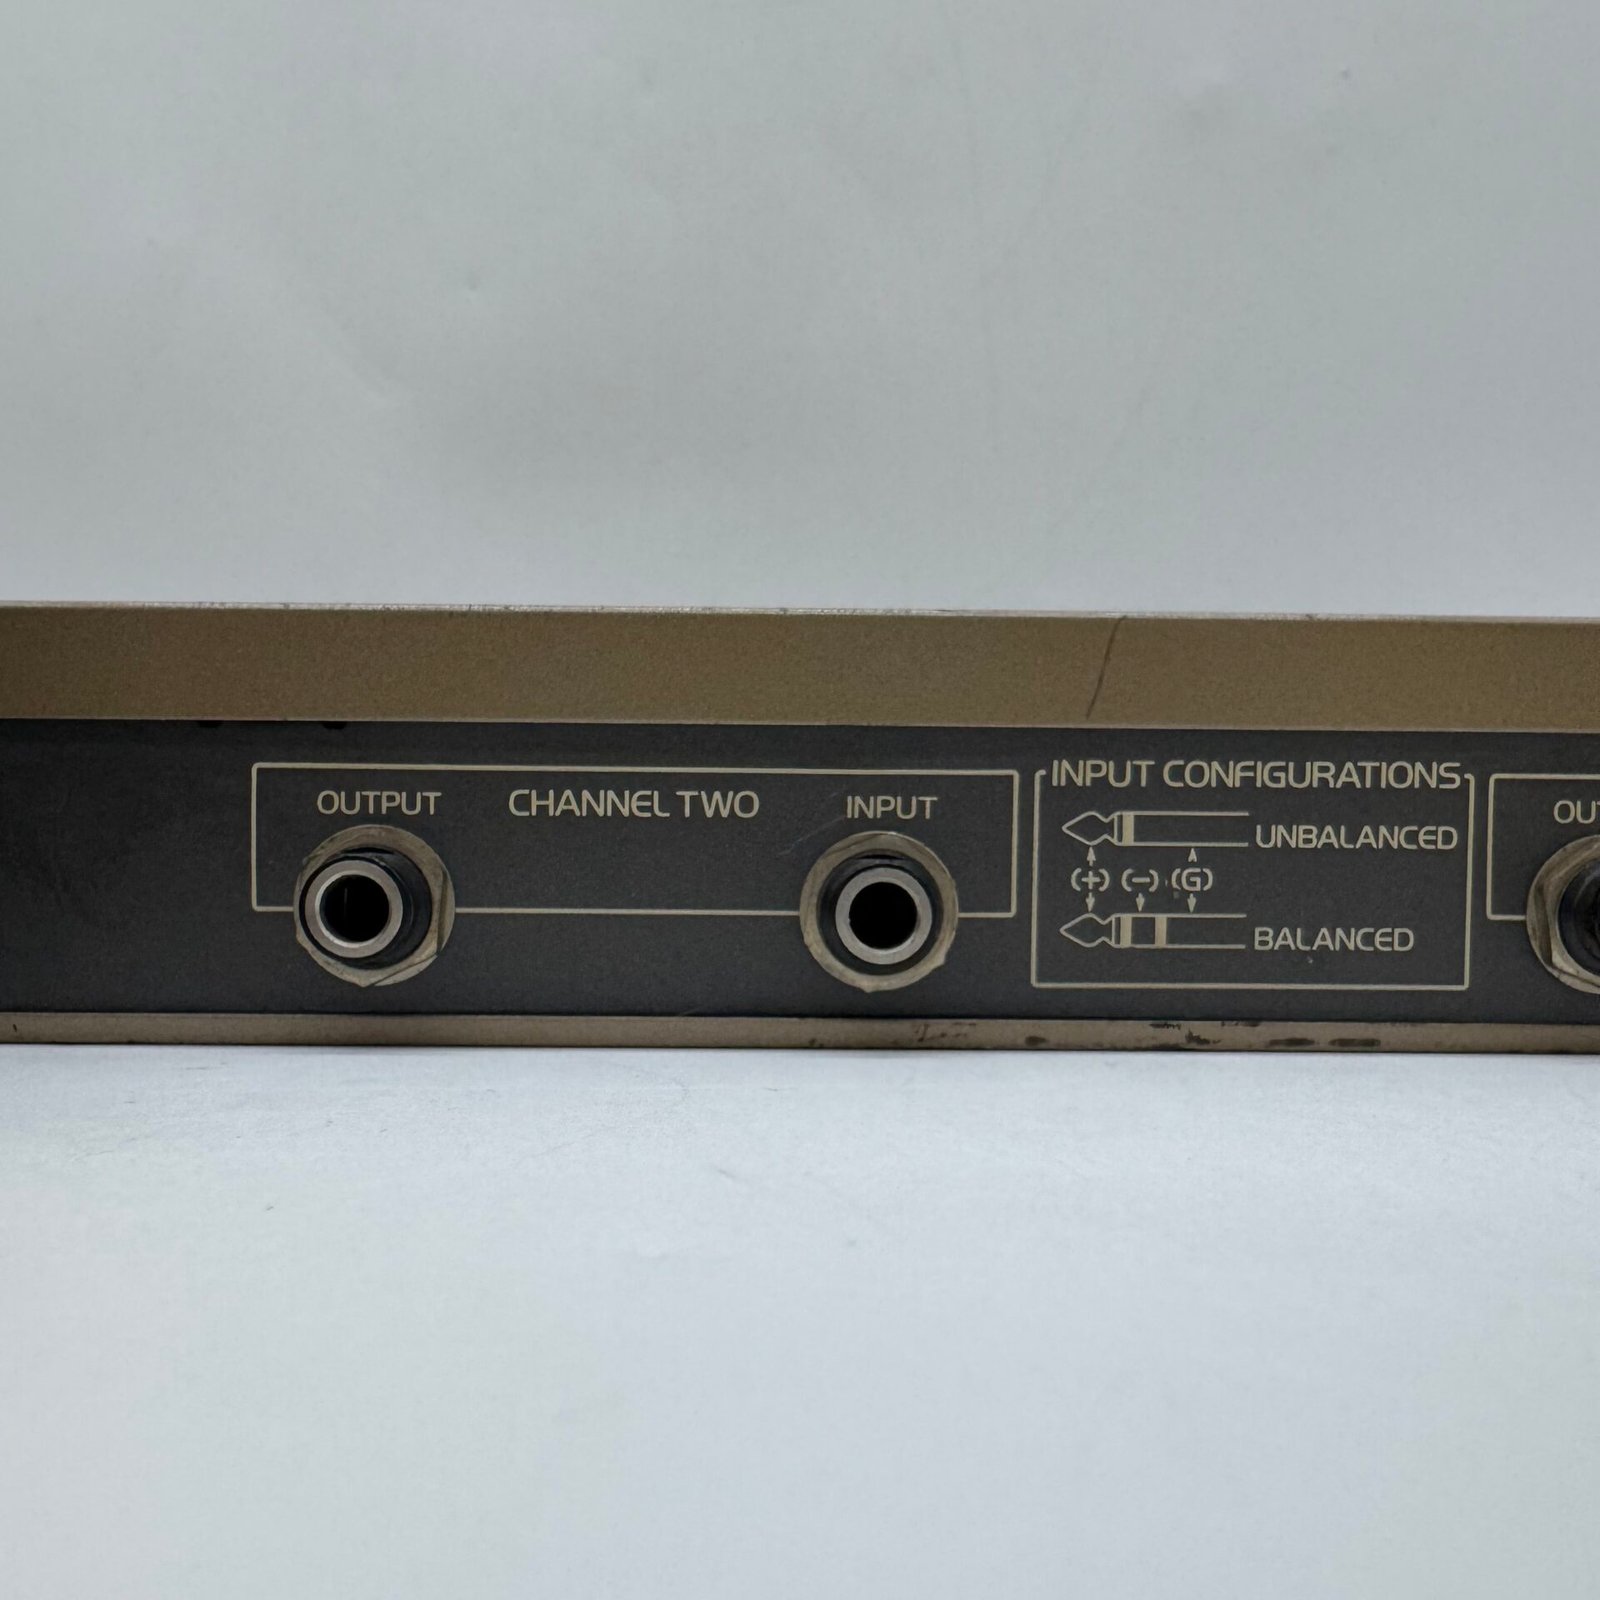 OUTPUT CHANNEL TWO INPUT
INPUT CONFIGURATIONS
UNBALANCED
(+) (-) (G)
BALANCED